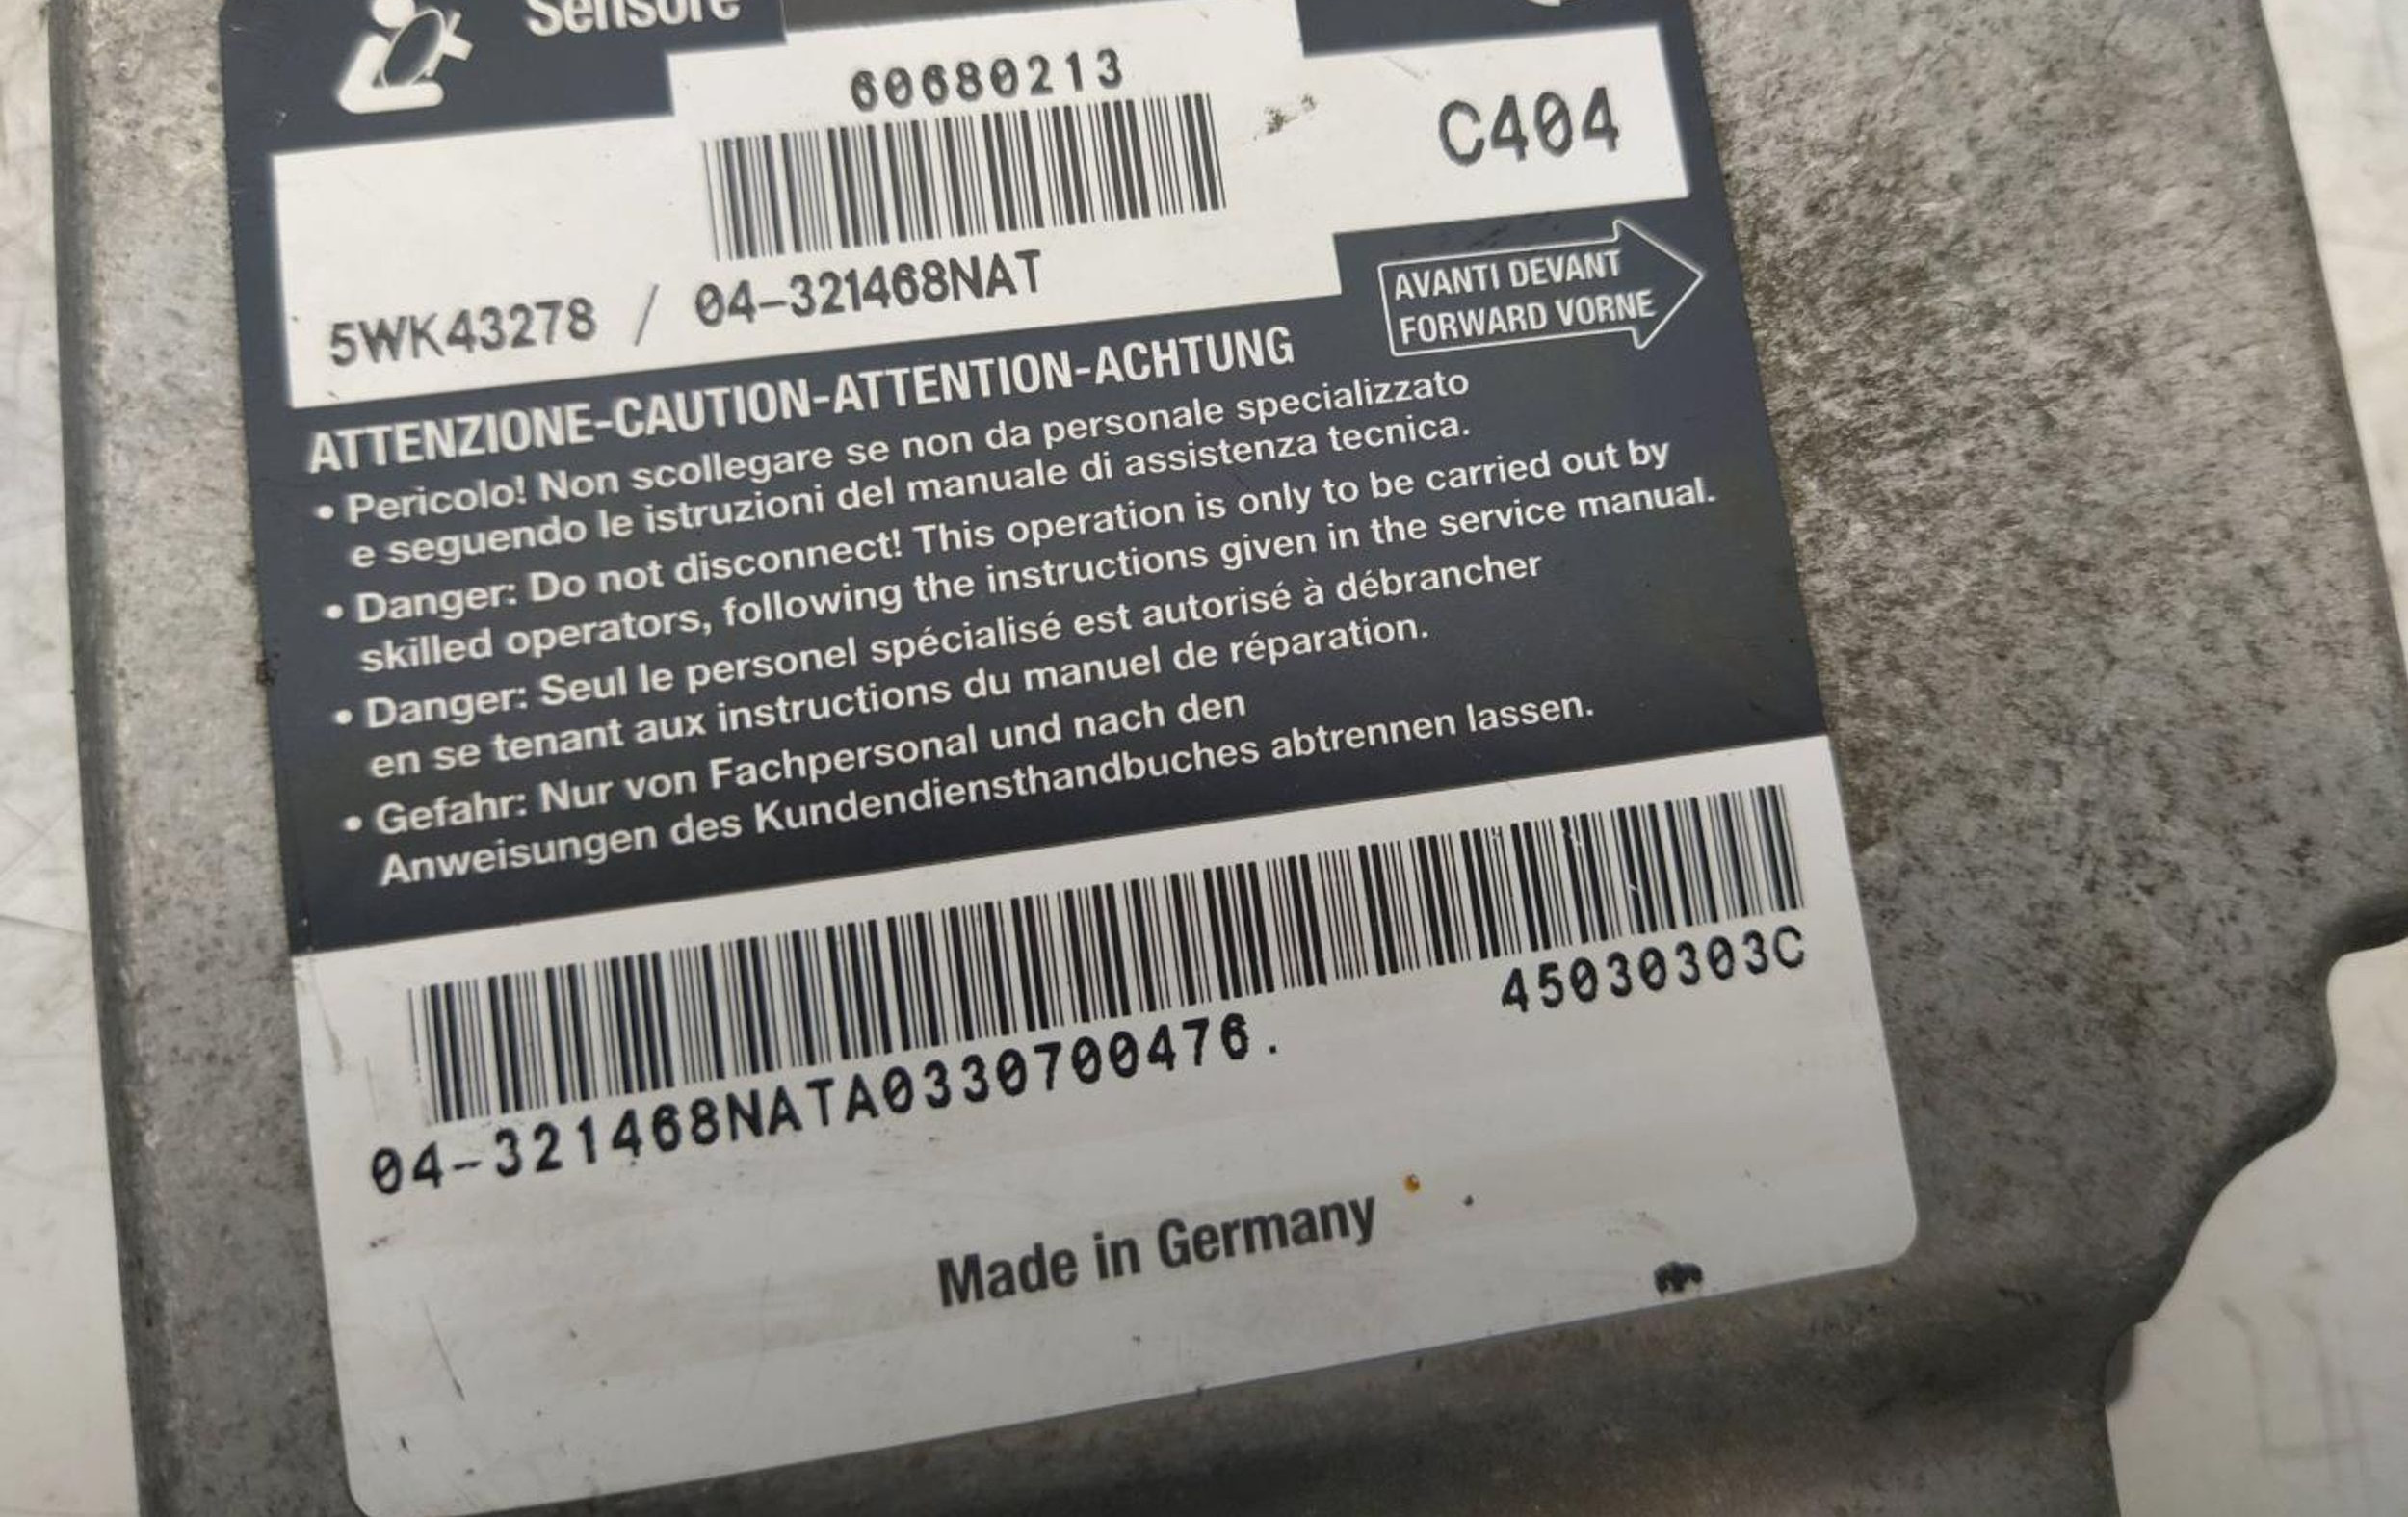 Sensore
60680213
C404
5WK43278 / 04-321468NAT
AVANTI DEVANT
FORWARD VORNE
ATTENZIONE-CAUTION-ATTENTION-ACHTUNG
• Pericolo! Non scollegare se non da personale specializzato
e seguendo le istruzioni del manuale di assistenza tecnica.
• Danger: Do not disconnect! This operation is only to be carried out by
skilled operators, following the instructions given in the service manual.
• Danger: Seul le personel spécialisé est autorisé à débrancher
en se tenant aux instructions du manuel de réparation.
• Gefahr: Nur von Fachpersonal und nach den
Anweisungen des Kundendiensthandbuches abtrennen lassen.
45030303C
04-321468NATA0330700476.
Made in Germany